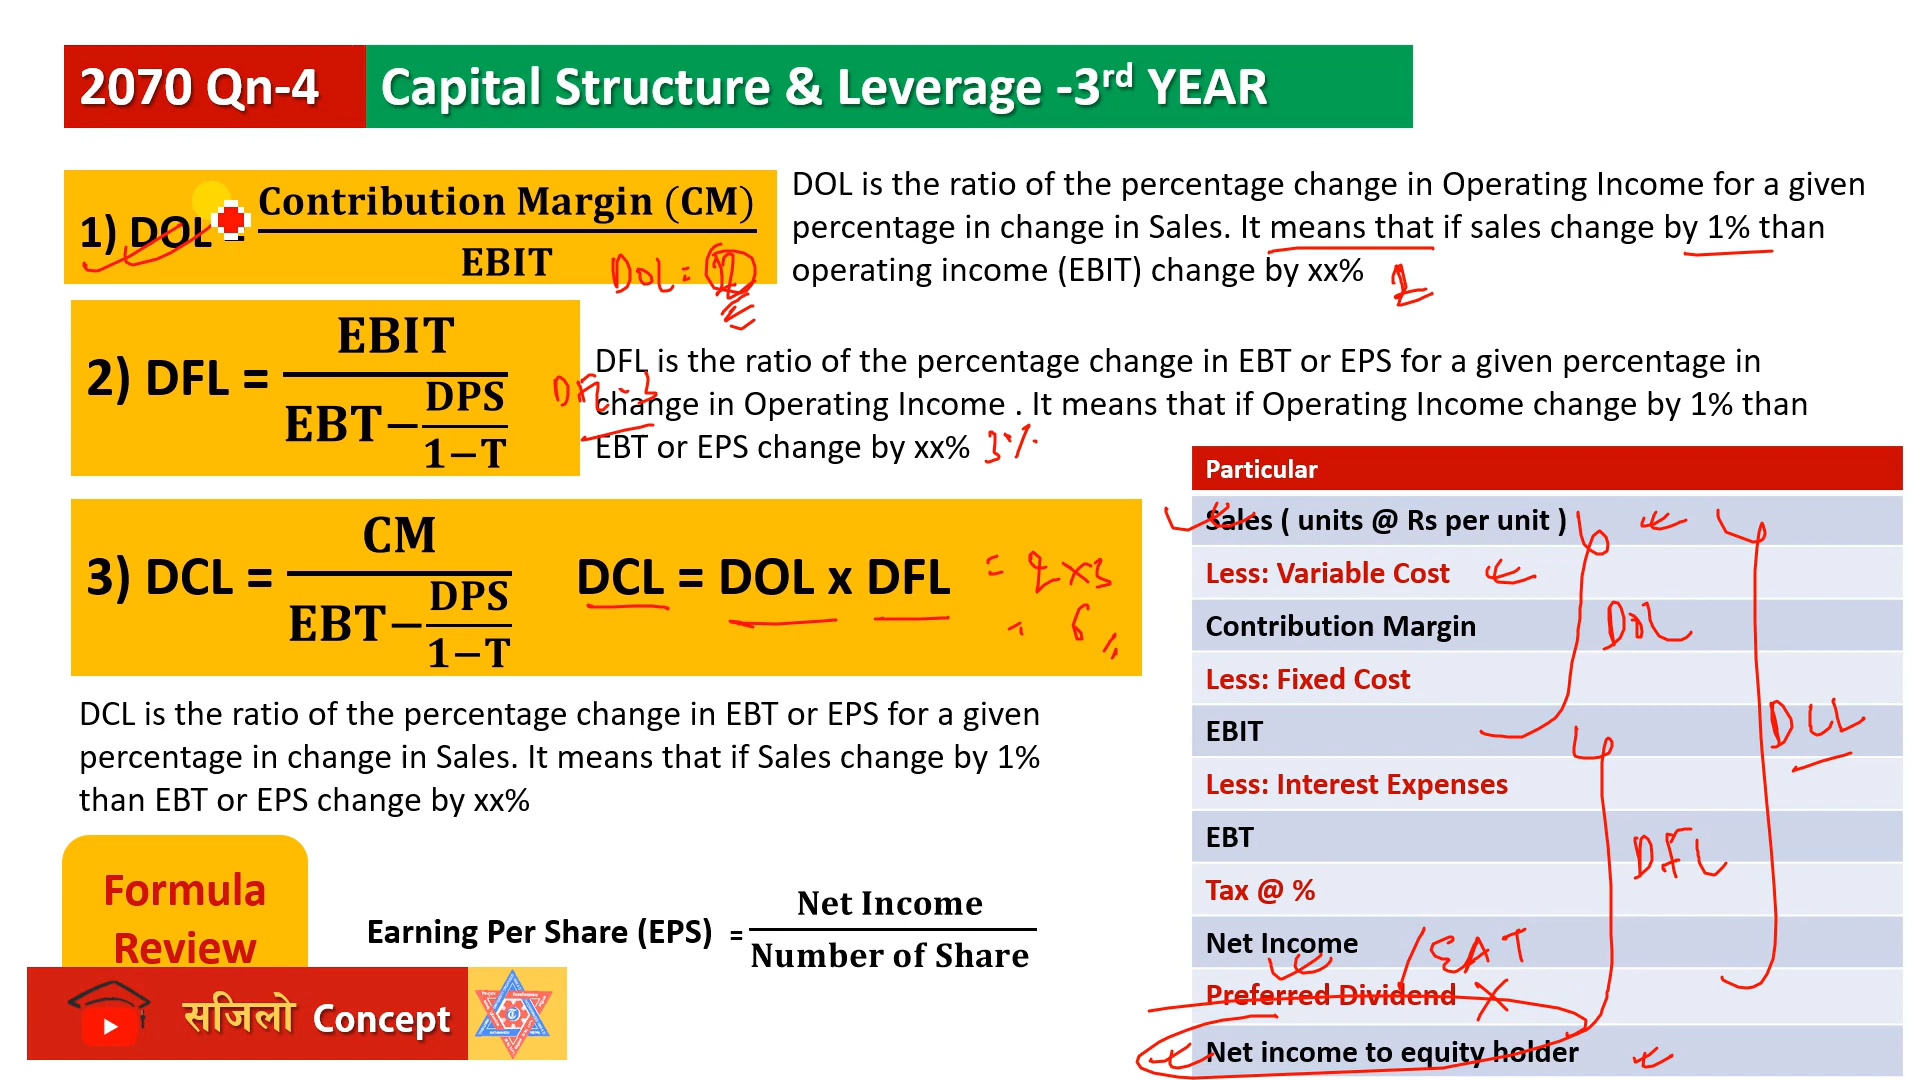 2070 Qn-4
Capital Structure & Leverage -3rd YEAR
1) DOL = Contribution Margin (CM)
EBIT
DOL = 2
DOL is the ratio of the percentage change in Operating Income for a given
percentage in change in Sales. It means that if sales change by 1% than
operating income (EBIT) change by xx%
2) DFL = EBIT
EBT− DPS
1−T
DFL - 3
DFL is the ratio of the percentage change in EBT or EPS for a given percentage in
change in Operating Income . It means that if Operating Income change by 1% than
EBT or EPS change by xx% 3%
3) DCL = CM
EBT− DPS
1−T
DCL = DOL x DFL = 2 x 3
= 6
DCL is the ratio of the percentage change in EBT or EPS for a given
percentage in change in Sales. It means that if Sales change by 1%
than EBT or EPS change by xx%
Formula
Review
Earning Per Share (EPS) = Net Income
Number of Share
सजिलो Concept
Particular
Sales ( units @ Rs per unit )
Less: Variable Cost
Contribution Margin
DOL
Less: Fixed Cost
EBIT
DCL
Less: Interest Expenses
EBT
DFL
Tax @ %
Net Income / EAT
Preferred Dividend
Net income to equity holder